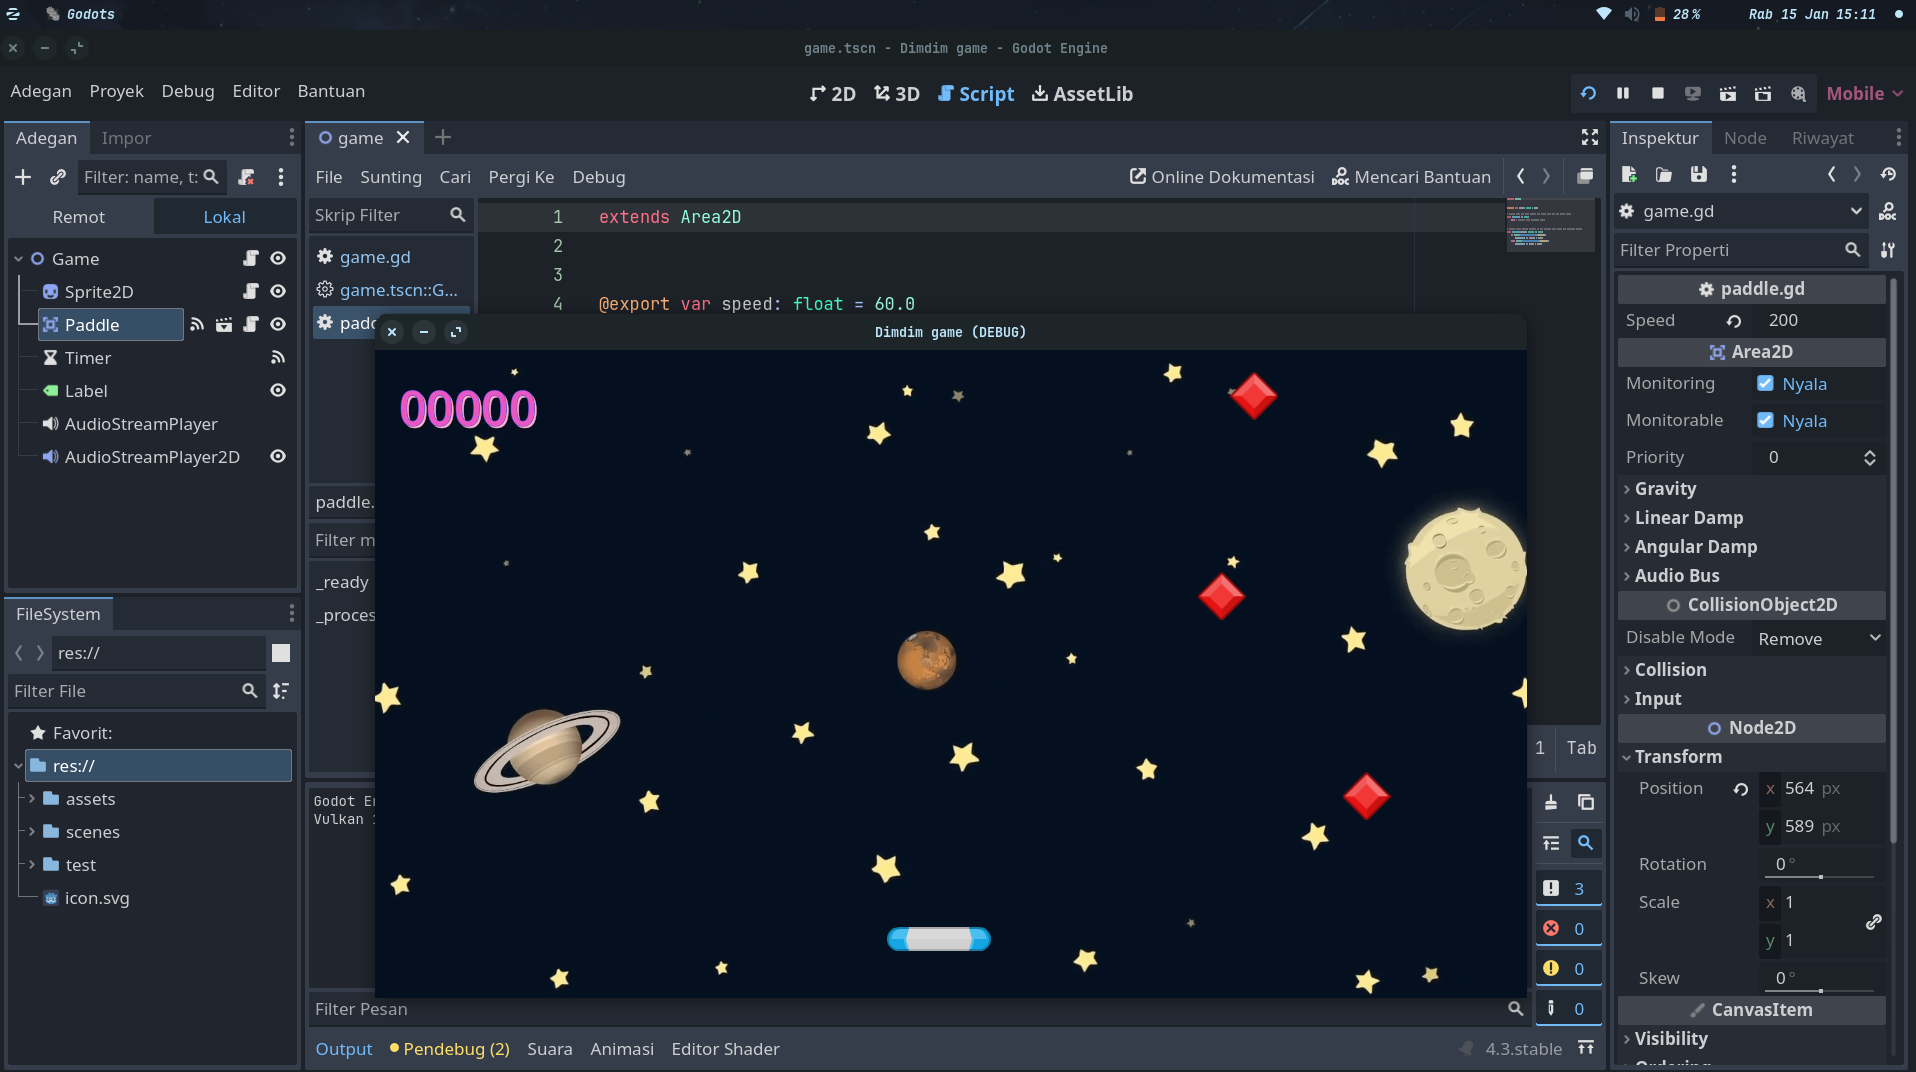 Godots
28%
Rab 15 Jan 15:11
game.tscn - Dimdim game - Godot Engine
Adegan Proyek Debug Editor Bantuan
2D 3D Script AssetLib
Mobile
Adegan Impor
Filter: name, t:
Remot Lokal
Game
Sprite2D
Paddle
Timer
Label
AudioStreamPlayer
AudioStreamPlayer2D
FileSystem
res://
Filter File
Favorit:
res://
assets
scenes
test
icon.svg
game
File Sunting Cari Pergi Ke Debug
Online Dokumentasi Mencari Bantuan
Skrip Filter
game.gd
game.tscn::G...
padd
paddle.
Filter m
_ready
_proces
1 extends Area2D
2
3
4 @export var speed: float = 60.0
Dimdim game (DEBUG)
00000
1 Tab
Godot En
Vulkan
3
0
0
0
Filter Pesan
Output Pendebug (2) Suara Animasi Editor Shader
4.3.stable
Inspektur Node Riwayat
game.gd
Filter Properti
paddle.gd
Speed 200
Area2D
Monitoring Nyala
Monitorable Nyala
Priority 0
Gravity
Linear Damp
Angular Damp
Audio Bus
CollisionObject2D
Disable Mode Remove
Collision
Input
Node2D
Transform
Position x 564 px
y 589 px
Rotation 0 °
Scale x 1
y 1
Skew 0 °
CanvasItem
Visibility
Ordering